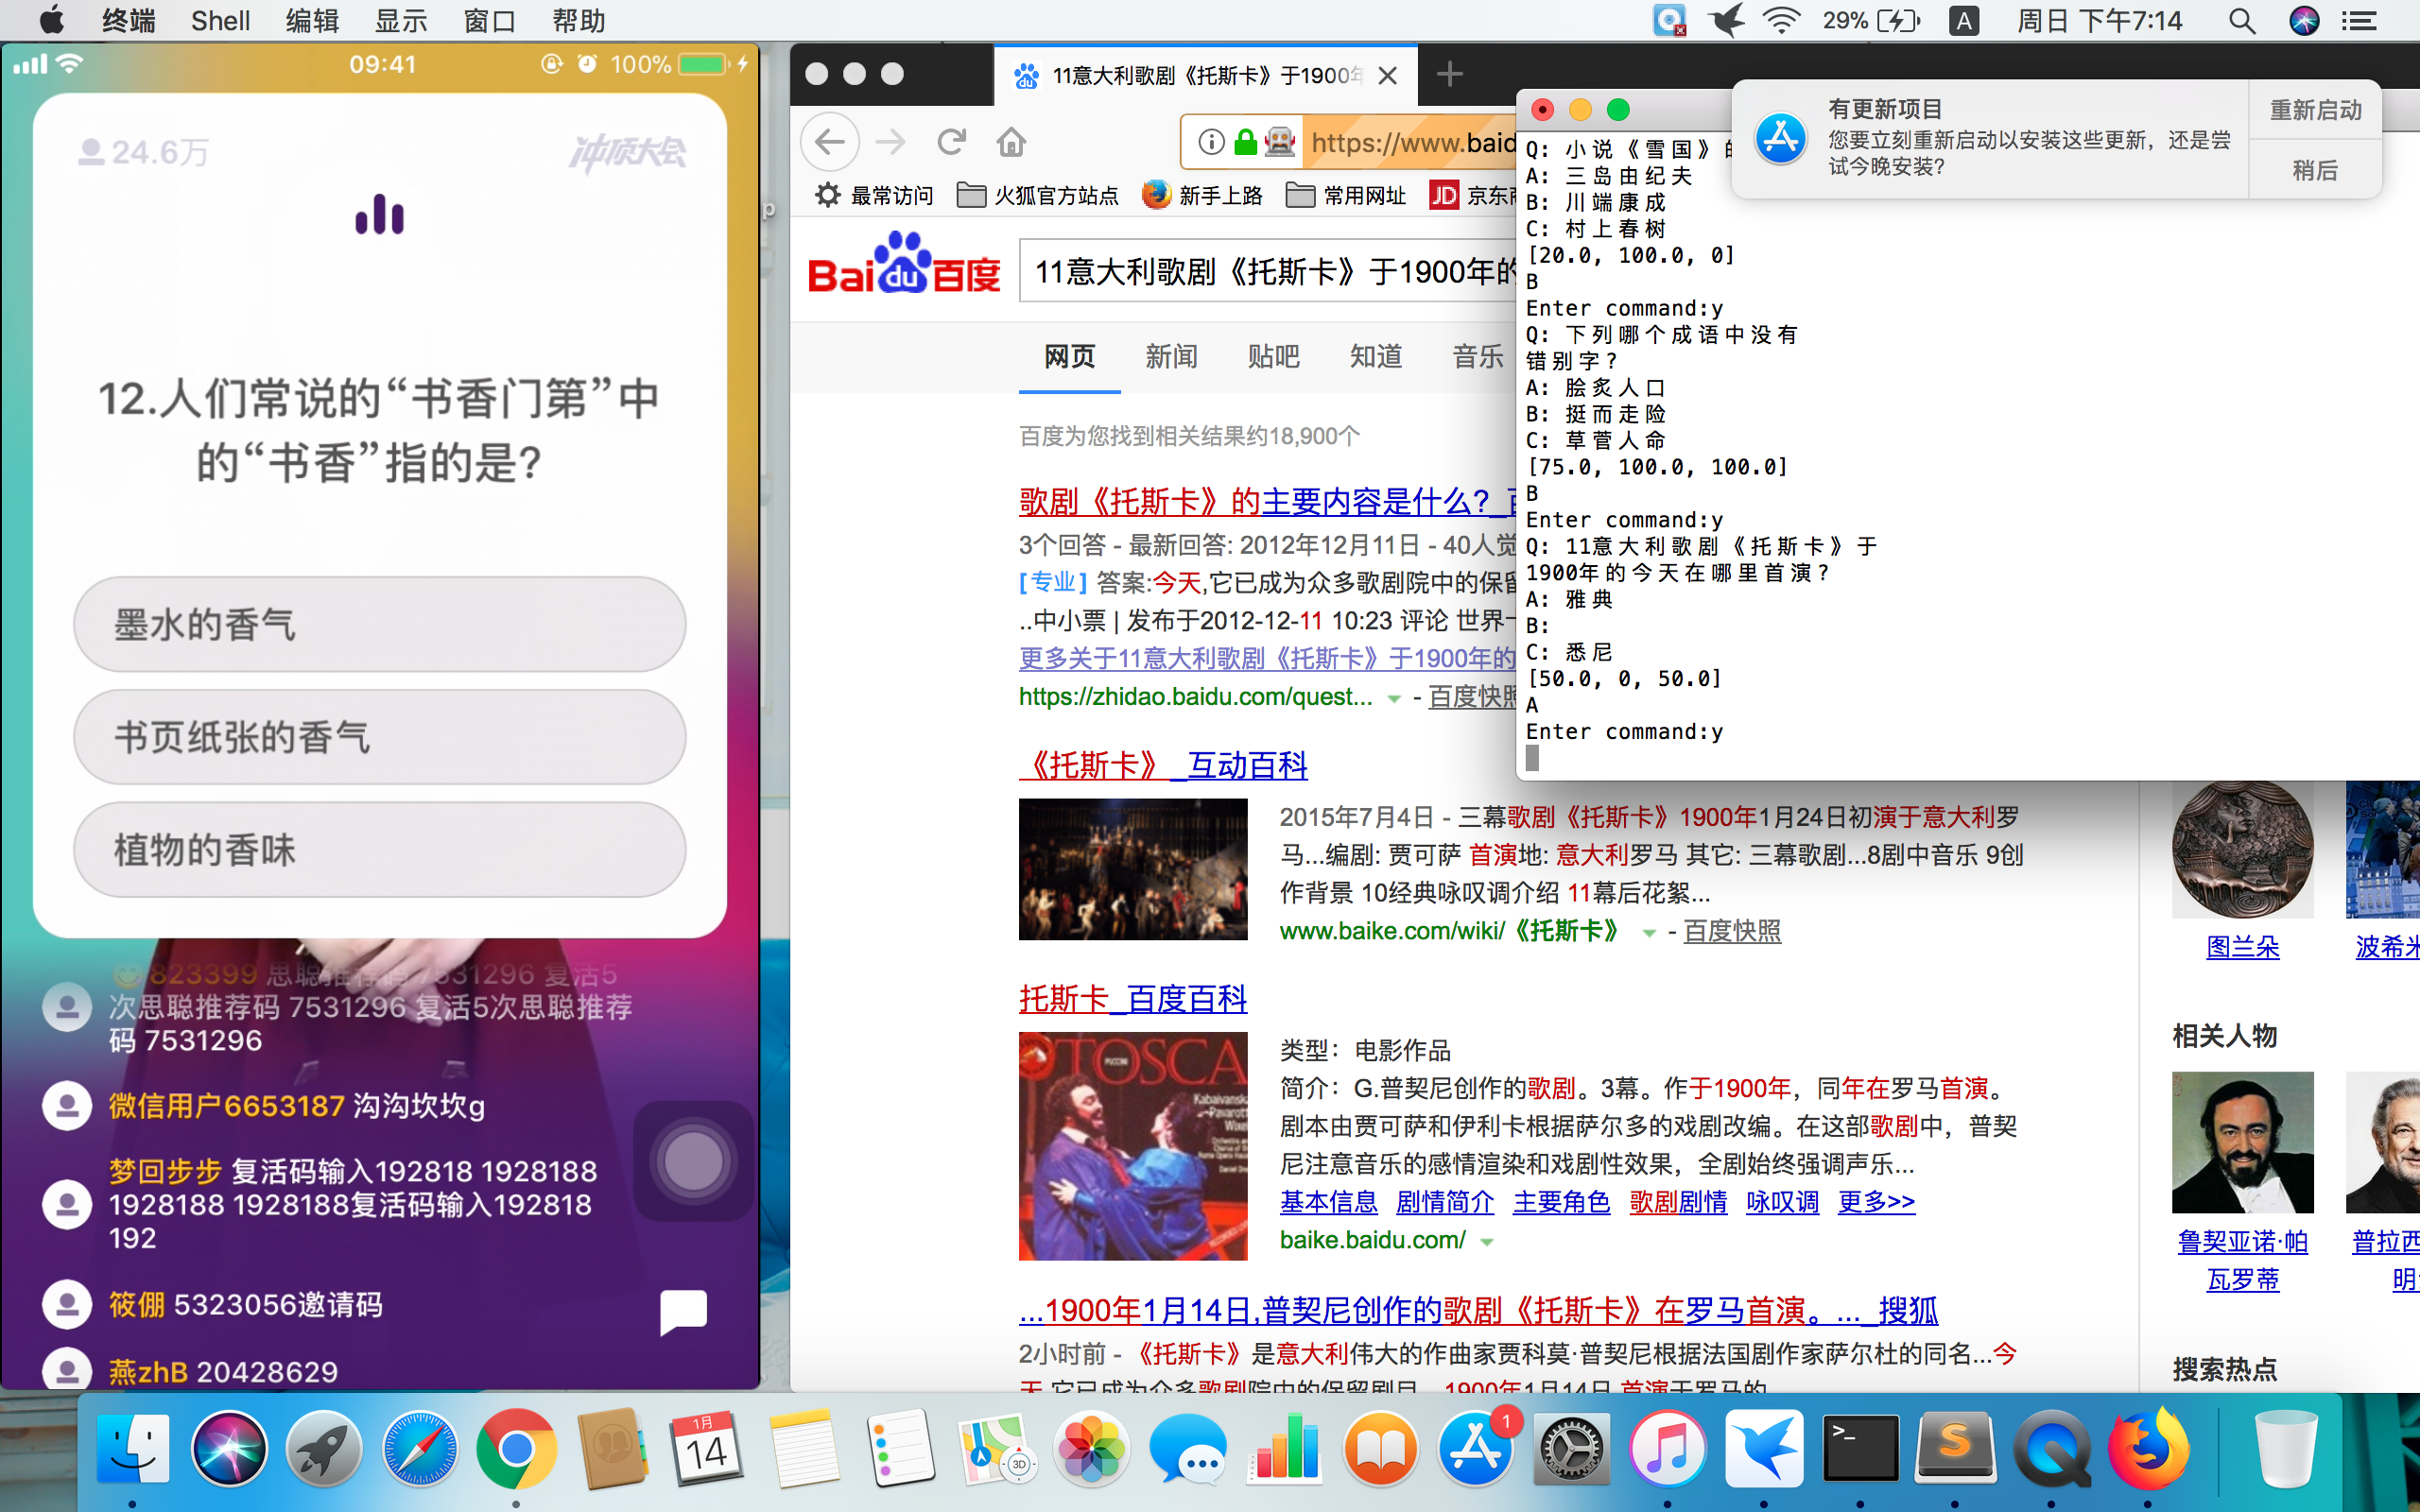 终端 Shell 编辑 显示 窗口 帮助
29% A 周日 下午7:14
09:41 100%
24.6万 冲顶大会
12.人们常说的“书香门第”中
的“书香”指的是?
墨水的香气
书页纸张的香气
植物的香味
823399 思聪推荐码 7531296 复活5
次思聪推荐码 7531296 复活5次思聪推荐
码 7531296
微信用户6653187 沟沟坎坎g
梦回步步 复活码输入192818 1928188
1928188 1928188复活码输入192818
192
筱倗 5323056邀请码
燕zhB 20428629
11意大利歌剧《托斯卡》于1900年
https://www.baid
最常访问 火狐官方站点 新手上路 常用网址 JD 京东商
Bai du 百度
11意大利歌剧《托斯卡》于1900年的
网页 新闻 贴吧 知道 音乐
百度为您找到相关结果约18,900个
歌剧《托斯卡》的主要内容是什么?_百
3个回答 - 最新回答: 2012年12月11日 - 40人觉
[专业] 答案:今天,它已成为众多歌剧院中的保留
..中小票 | 发布于2012-12-11 10:23 评论 世界十
更多关于11意大利歌剧《托斯卡》于1900年的
https://zhidao.baidu.com/quest... - 百度快照
《托斯卡》_互动百科
2015年7月4日 - 三幕歌剧《托斯卡》1900年1月24日初演于意大利罗
马...编剧: 贾可萨 首演地: 意大利罗马 其它: 三幕歌剧...8剧中音乐 9创
作背景 10经典咏叹调介绍 11幕后花絮...
www.baike.com/wiki/《托斯卡》 - 百度快照
托斯卡_百度百科
TOSCA
PUCCINI
Kabaivanska
Pavarotti
Wixell
类型：电影作品
简介：G.普契尼创作的歌剧。3幕。作于1900年，同年在罗马首演。
剧本由贾可萨和伊利卡根据萨尔多的戏剧改编。在这部歌剧中，普契
尼注意音乐的感情渲染和戏剧性效果，全剧始终强调声乐...
基本信息 剧情简介 主要角色 歌剧剧情 咏叹调 更多>>
baike.baidu.com/
...1900年1月14日,普契尼创作的歌剧《托斯卡》在罗马首演。..._搜狐
2小时前 - 《托斯卡》是意大利伟大的作曲家贾科莫·普契尼根据法国剧作家萨尔杜的同名...今
天,它已成为众多歌剧院中的保留剧目。1900年1月14日,首演于罗马的
图兰朵 波希米
相关人物
鲁契亚诺·帕
瓦罗蒂
普拉西
明
搜索热点
Q: 小说《雪国》的
A: 三岛由纪夫
B: 川端康成
C: 村上春树
[20.0, 100.0, 0]
B
Enter command:y
Q: 下列哪个成语中没有
错别字?
A: 脍炙人口
B: 挺而走险
C: 草菅人命
[75.0, 100.0, 100.0]
B
Enter command:y
Q: 11意大利歌剧《托斯卡》于
1900年的今天在哪里首演?
A: 雅典
B:
C: 悉尼
[50.0, 0, 50.0]
A
Enter command:y
有更新项目
您要立刻重新启动以安装这些更新，还是尝
试今晚安装?
重新启动
稍后
1月
14
3D
1